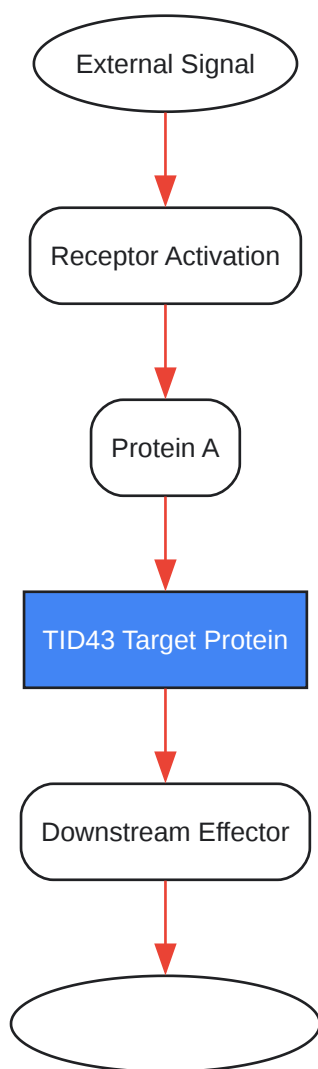 External Signal
Receptor Activation
Protein A
TID43 Target Protein
Downstream Effector